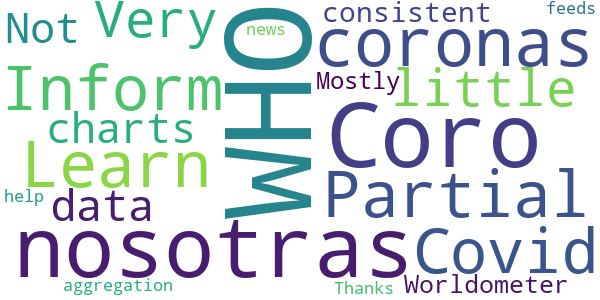 Not
Very
news
consistent
feeds
coronas
Inform
WHO
Mostly
little
charts
Coro
Learn
help
data
Partial
nosotras
Covid
aggregation
Thanks
Worldometer